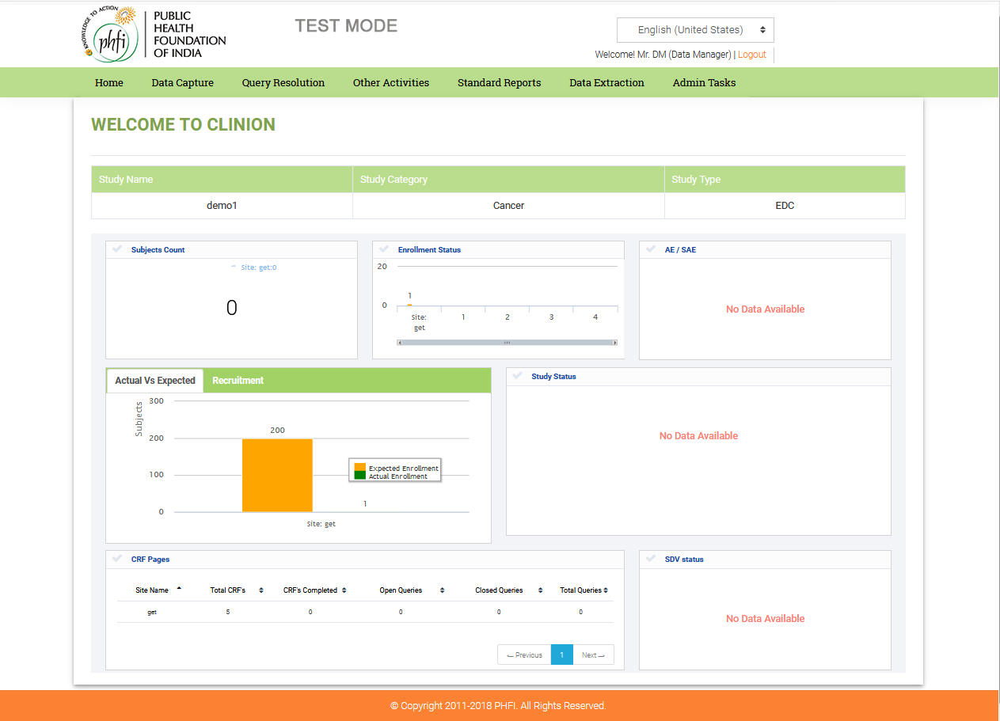 KNOWLEDGE TO ACTION
phfi
PUBLIC
HEALTH
FOUNDATION
OF INDIA
TEST MODE
English (United States)
Welcome! Mr. DM (Data Manager) | Logout
Home Data Capture Query Resolution Other Activities Standard Reports Data Extraction Admin Tasks
WELCOME TO CLINION
Study Name Study Category Study Type
demo1 Cancer EDC
Subjects Count
Site: get:0
0
Enrollment Status
20
1
0
Site: 1 2 3 4
get
AE / SAE
No Data Available
Actual Vs Expected Recruitment
Subjects
300
200
200
100
0
1
Expected Enrollment
Actual Enrollment
Site: get
Study Status
No Data Available
CRF Pages
Site Name Total CRF's CRF's Completed Open Queries Closed Queries Total Queries
get 5 0 0 0 0
Previous 1 Next
SDV status
No Data Available
© Copyright 2011-2018 PHFI. All Rights Reserved.